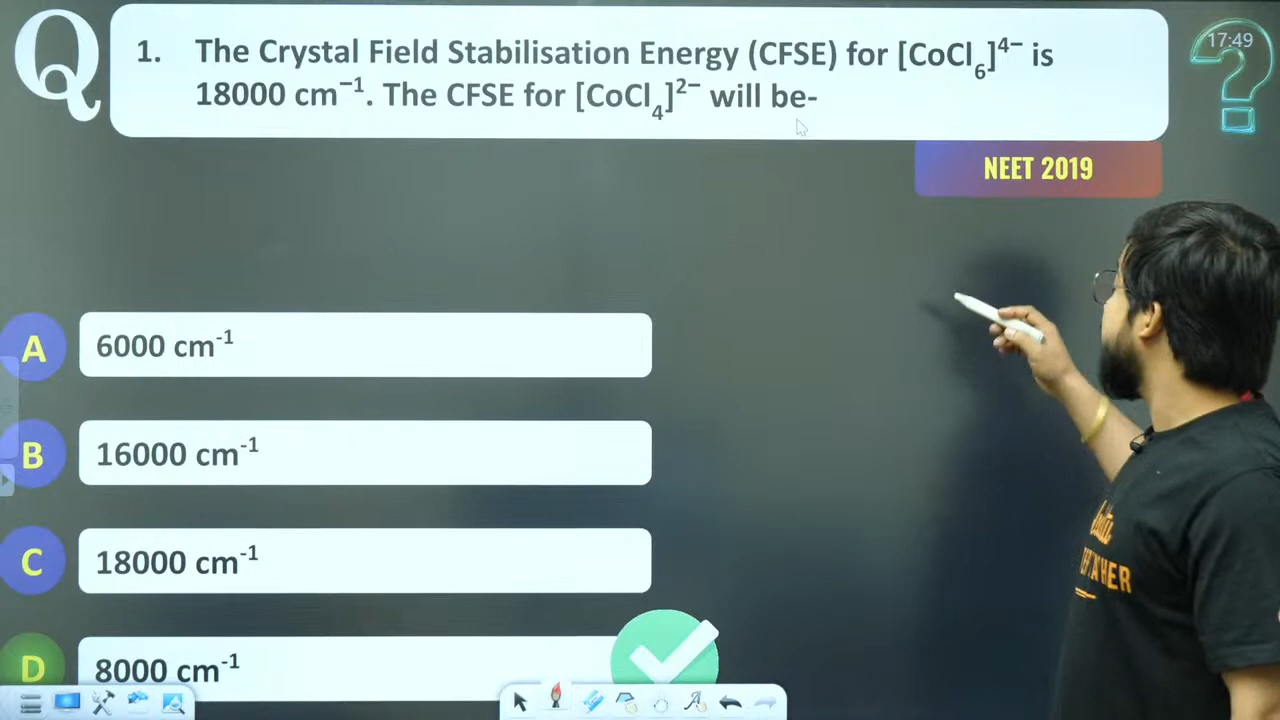 Q
1. The Crystal Field Stabilisation Energy (CFSE) for [CoCl₆]⁴⁻ is
18000 cm⁻¹. The CFSE for [CoCl₄]²⁻ will be-
17:49
NEET 2019
A 6000 cm⁻¹
B 16000 cm⁻¹
C 18000 cm⁻¹
D 8000 cm⁻¹